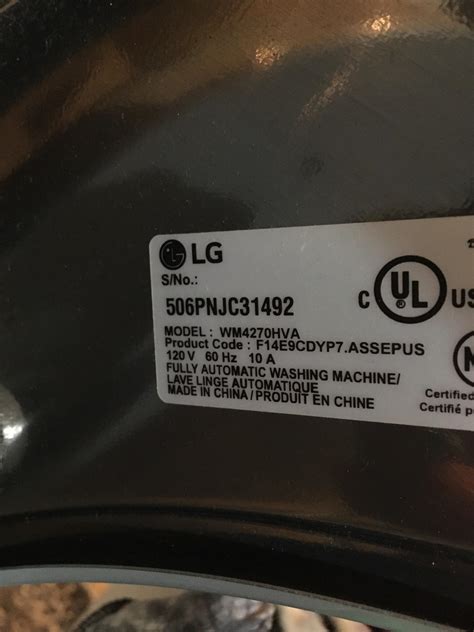 LG
S/No.:
506PNJC31492
MODEL : WM4270HVA
Product Code : F14E9CDYP7.ASSEPUS
120 V 60 Hz 10 A
FULLY AUTOMATIC WASHING MACHINE/
LAVE LINGE AUTOMATIQUE
MADE IN CHINA / PRODUIT EN CHINE
C UL US
Certified
Certifié p